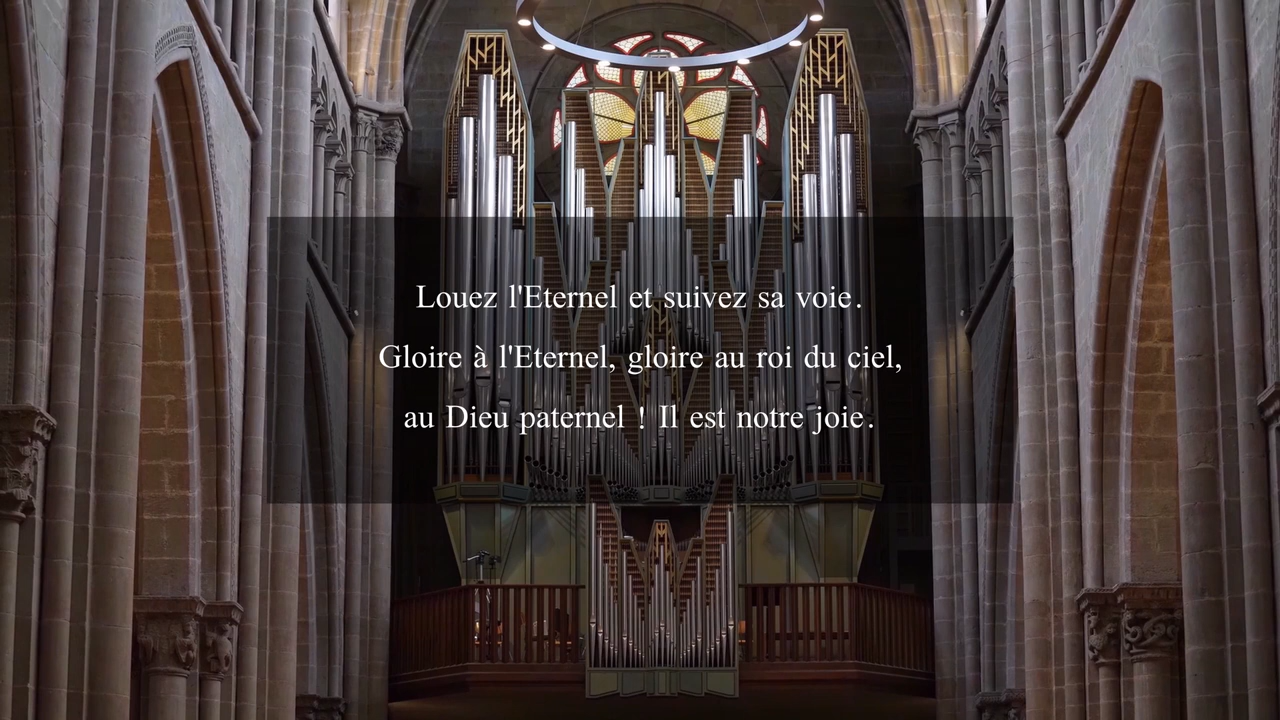 Louez l'Eternel et suivez sa voie.
Gloire à l'Eternel, gloire au roi du ciel,
au Dieu paternel ! Il est notre joie.